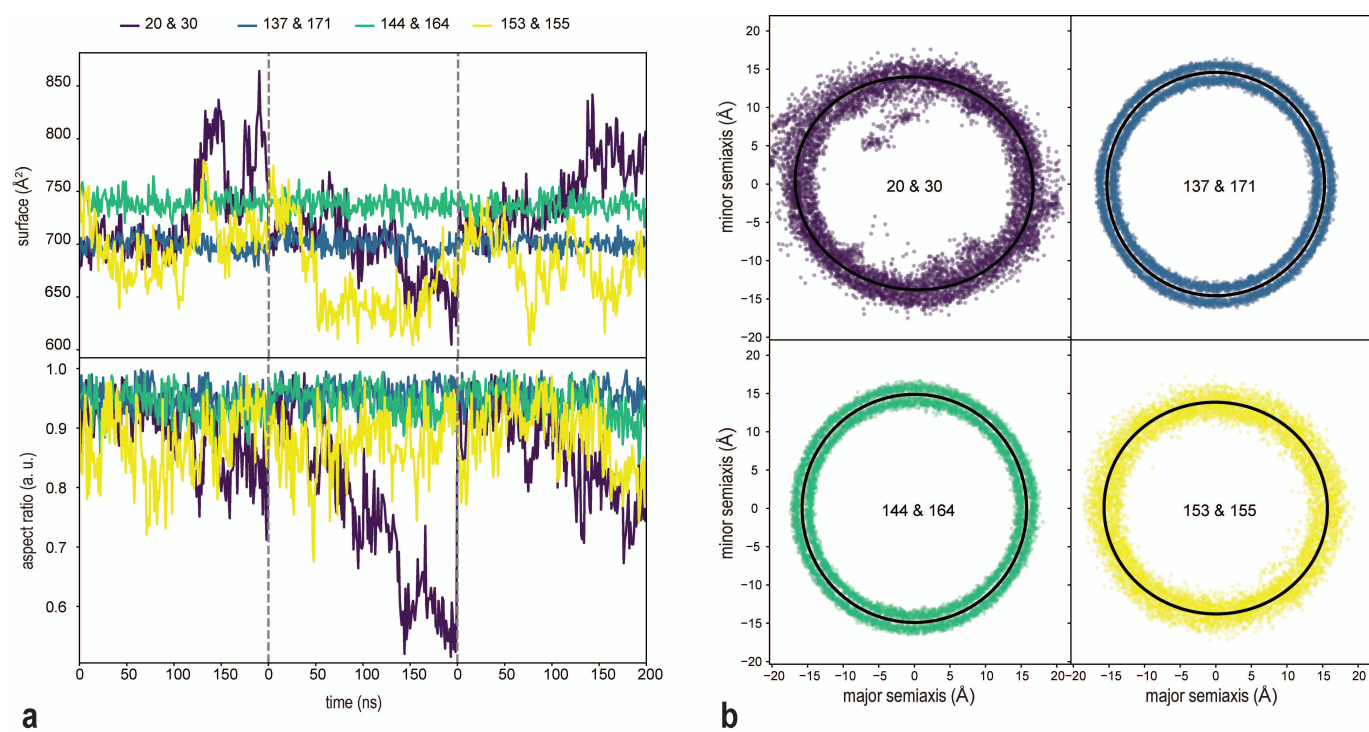 20 & 30 137 & 171 144 & 164 153 & 155
surface (Å²)
850
800
750
700
650
600
aspect ratio (a. u.)
1.0
0.9
0.8
0.7
0.6
0 50 100 150 0 50 100 150 0 50 100 150 200
time (ns)
a
minor semiaxis (Å)
20
15
10
5
0
−5
−10
−15
−20
20 & 30
137 & 171
minor semiaxis (Å)
20
15
10
5
0
−5
−10
−15
−20
144 & 164
153 & 155
−20 −15 −10 −5 0 5 10 15 20 −15 −10 −5 0 5 10 15 20
major semiaxis (Å) major semiaxis (Å)
b